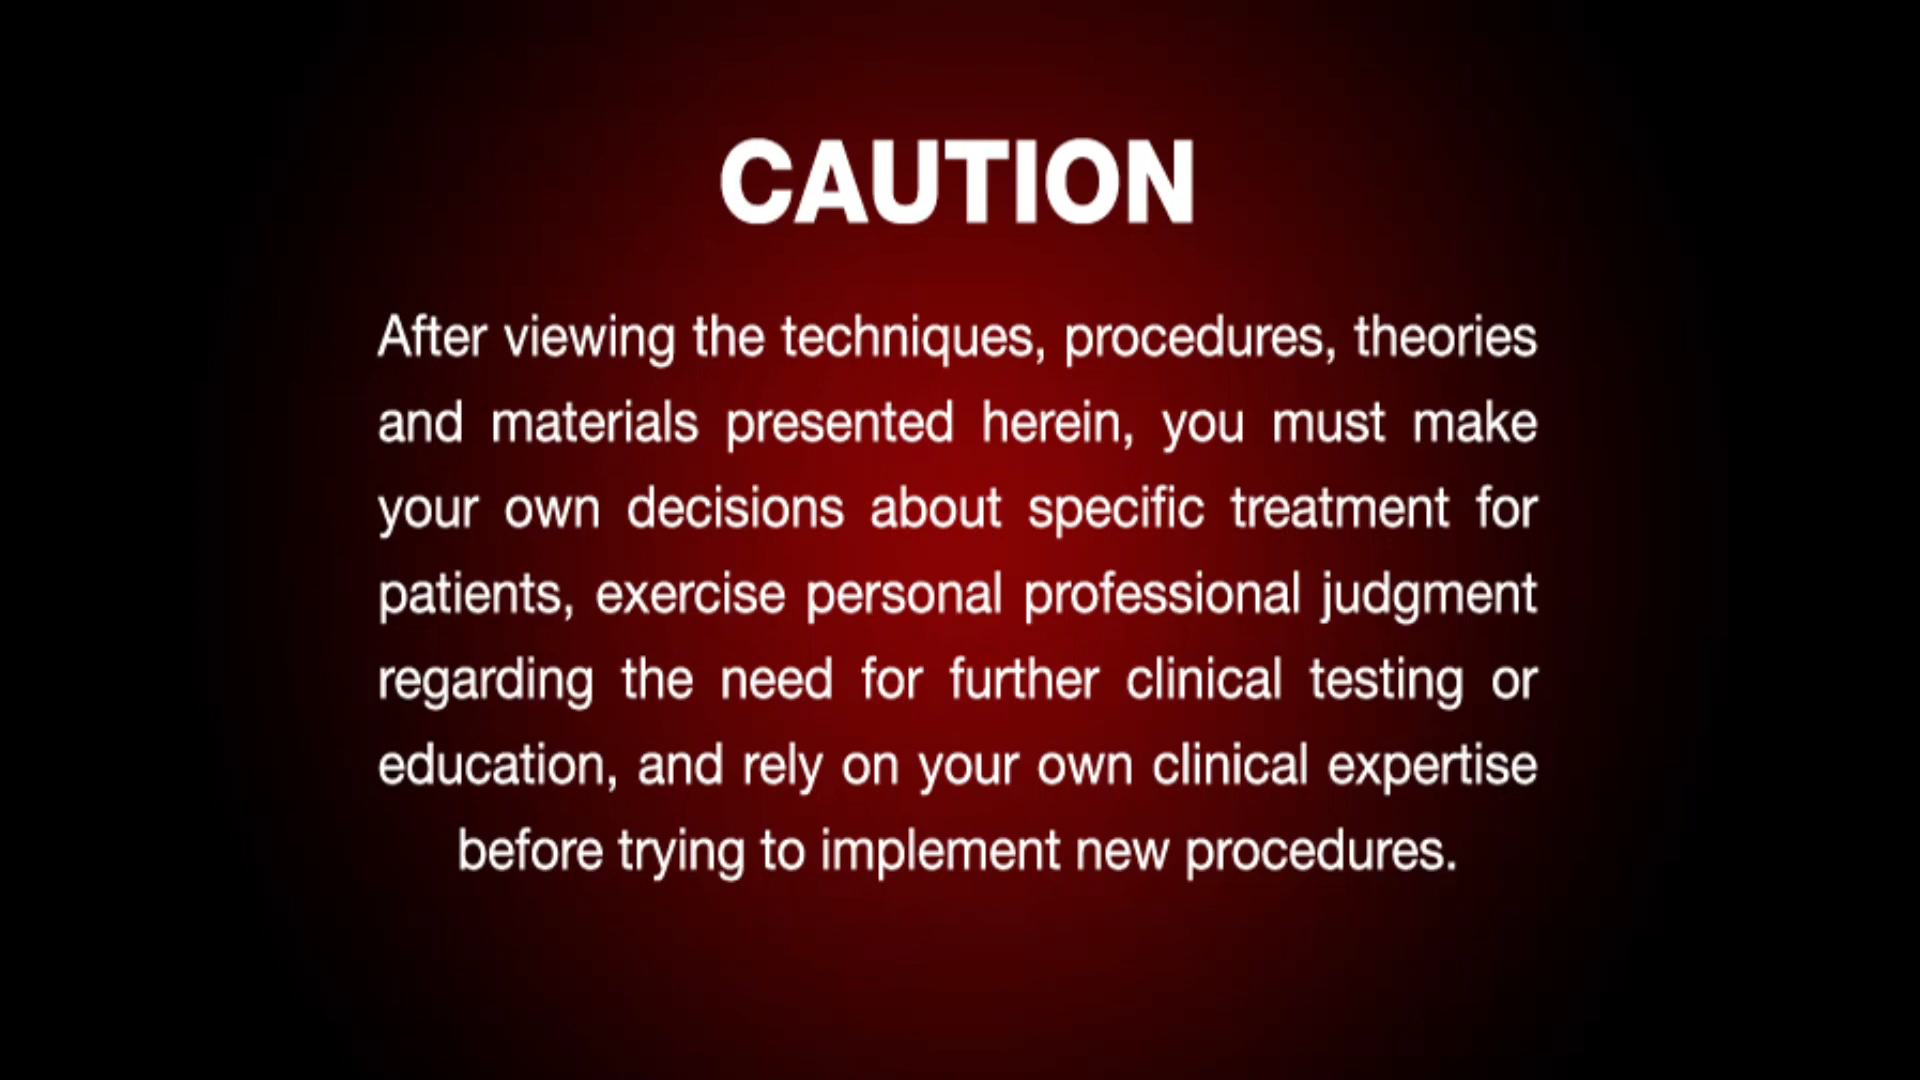 CAUTION
After viewing the techniques, procedures, theories
and materials presented herein, you must make
your own decisions about specific treatment for
patients, exercise personal professional judgment
regarding the need for further clinical testing or
education, and rely on your own clinical expertise
before trying to implement new procedures.